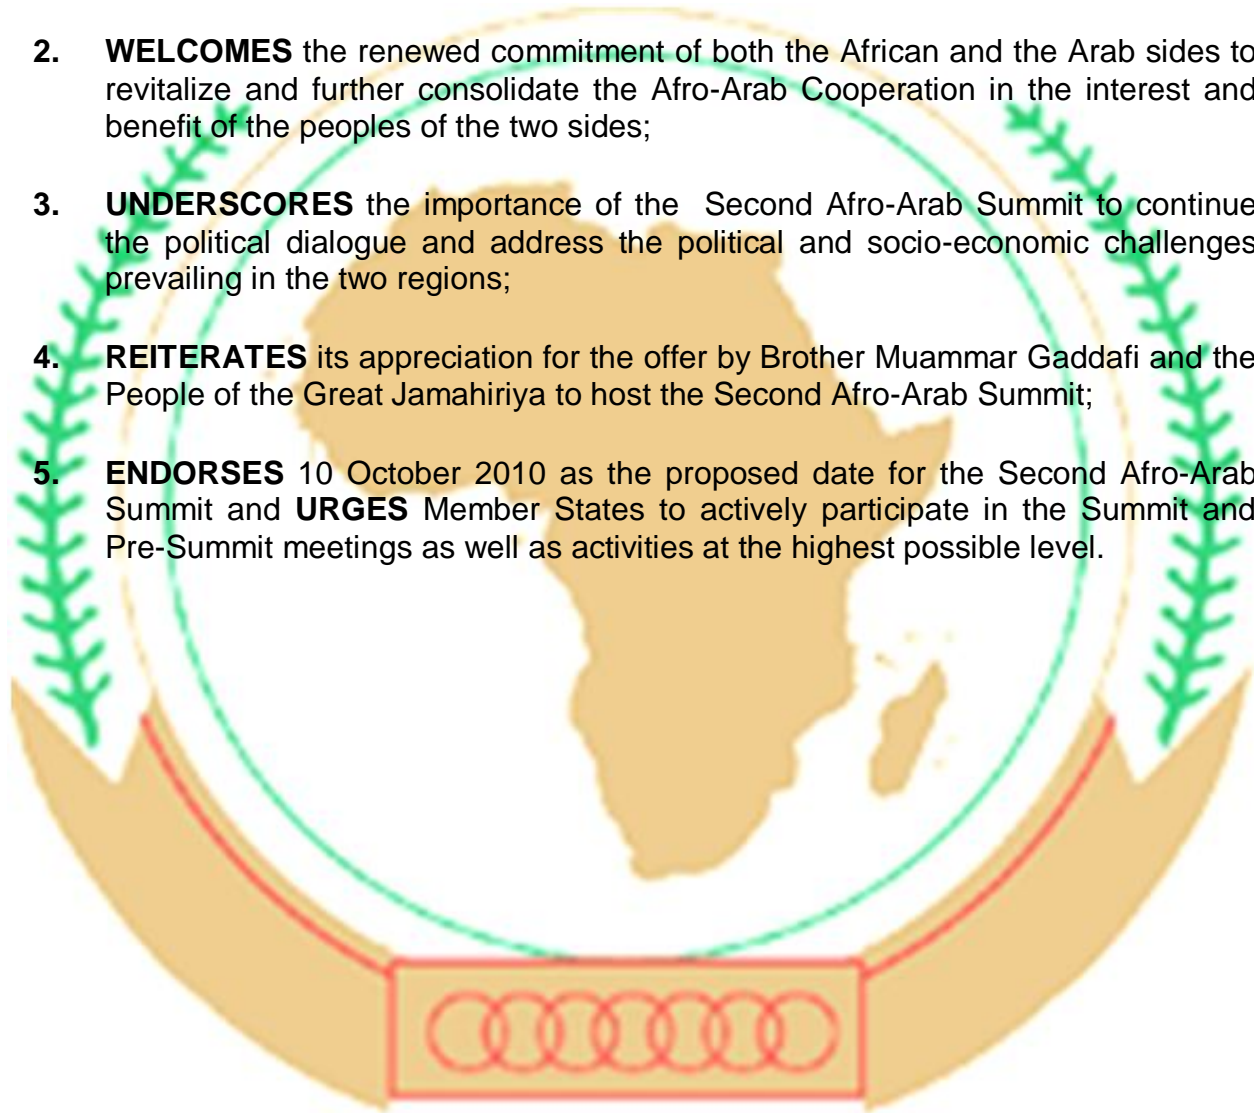 2. WELCOMES the renewed commitment of both the African and the Arab sides to
revitalize and further consolidate the Afro-Arab Cooperation in the interest and
benefit of the peoples of the two sides;
3. UNDERSCORES the importance of the Second Afro-Arab Summit to continue
the political dialogue and address the political and socio-economic challenges
prevailing in the two regions;
4. REITERATES its appreciation for the offer by Brother Muammar Gaddafi and the
People of the Great Jamahiriya to host the Second Afro-Arab Summit;
5. ENDORSES 10 October 2010 as the proposed date for the Second Afro-Arab
Summit and URGES Member States to actively participate in the Summit and
Pre-Summit meetings as well as activities at the highest possible level.